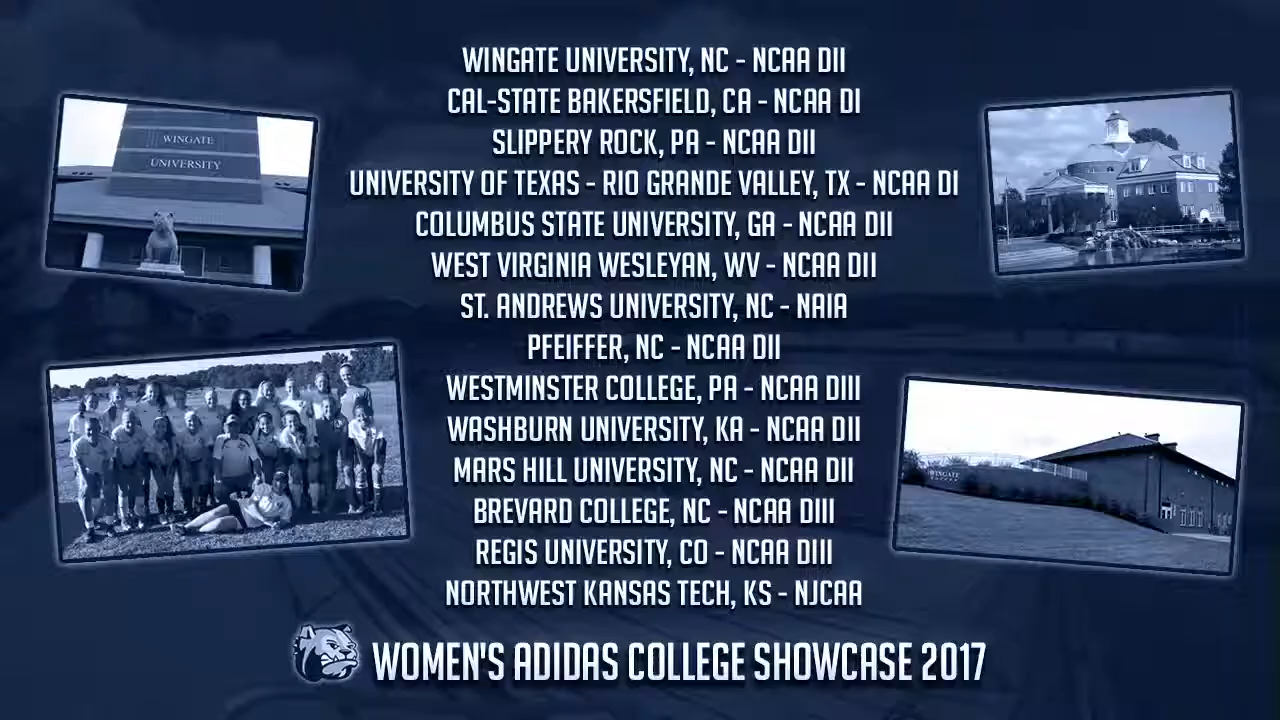 WINGATE UNIVERSITY, NC - NCAA DII
CAL-STATE BAKERSFIELD, CA - NCAA DI
SLIPPERY ROCK, PA - NCAA DII
UNIVERSITY OF TEXAS - RIO GRANDE VALLEY, TX - NCAA DI
COLUMBUS STATE UNIVERSITY, GA - NCAA DII
WEST VIRGINIA WESLEYAN, WV - NCAA DII
ST. ANDREWS UNIVERSITY, NC - NAIA
PFEIFFER, NC - NCAA DII
WESTMINSTER COLLEGE, PA - NCAA DIII
WASHBURN UNIVERSITY, KA - NCAA DII
MARS HILL UNIVERSITY, NC - NCAA DII
BREVARD COLLEGE, NC - NCAA DIII
REGIS UNIVERSITY, CO - NCAA DIII
NORTHWEST KANSAS TECH, KS - NJCAA
WOMEN'S ADIDAS COLLEGE SHOWCASE 2017
WINGATE
UNIVERSITY
WINGATE